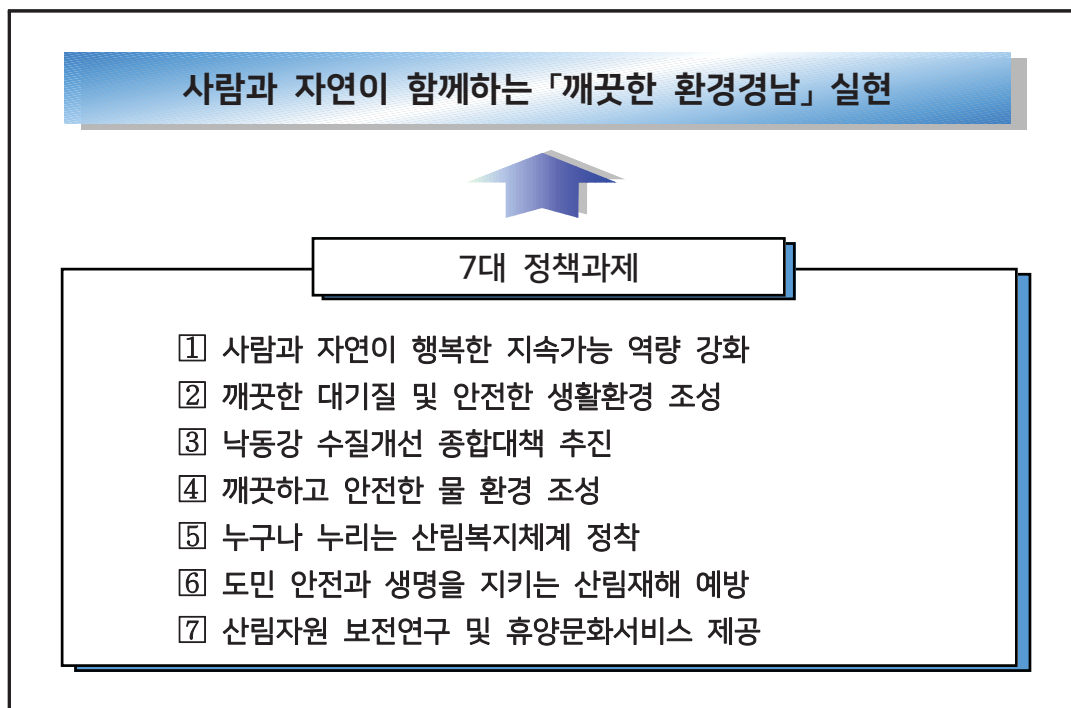 사람과 자연이 함께하는 「깨끗한 환경경남」 실현
7대 정책과제
1 사람과 자연이 행복한 지속가능 역량 강화
2 깨끗한 대기질 및 안전한 생활환경 조성
3 낙동강 수질개선 종합대책 추진
4 깨끗하고 안전한 물 환경 조성
5 누구나 누리는 산림복지체계 정착
6 도민 안전과 생명을 지키는 산림재해 예방
7 산림자원 보전연구 및 휴양문화서비스 제공